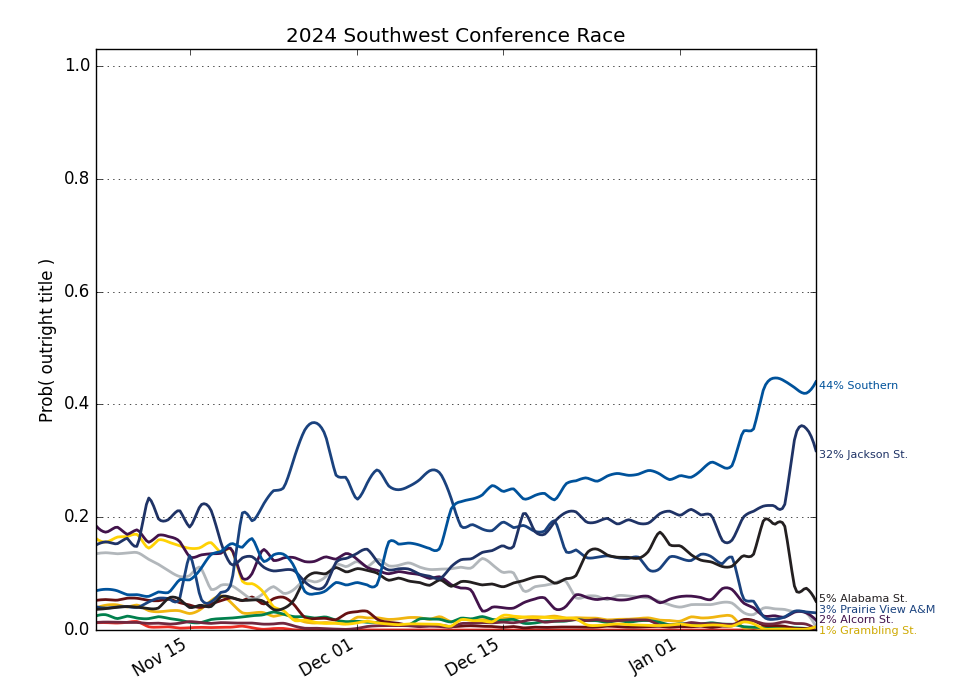 2024 Southwest Conference Race
Prob( outright title )
1.0
0.8
0.6
0.4
0.2
0.0
Nov 15
Dec 01
Dec 15
Jan 01
44% Southern
32% Jackson St.
5% Alabama St.
3% Prairie View A&M
2% Alcorn St.
1% Grambling St.